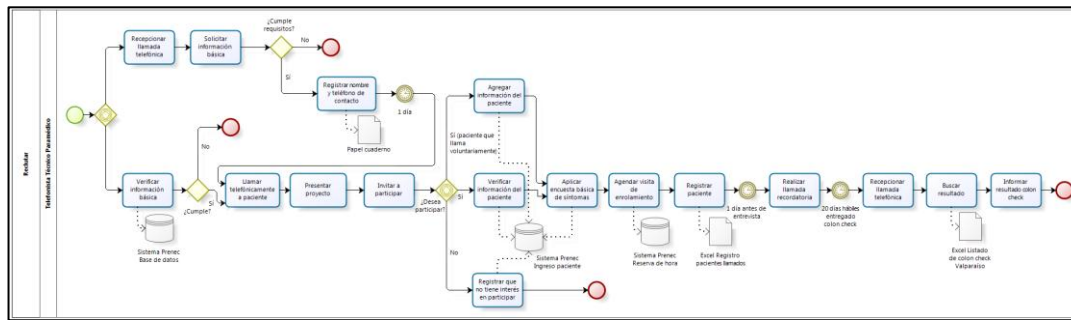 Reclutar
Telefonista Técnico Paramédico
Recepcionar
llamada
telefónica
Solicitar
información
básica
¿Cumple
requisitos?
No
Sí
Registrar nombre
y teléfono de
contacto
1 día
Papel cuaderno
Verificar
información
básica
Sistema Prenec
Base de datos
¿Cumple?
No
Sí
Llamar
telefónicamente
a paciente
Presentar
proyecto
Invitar a
participar
¿Desea
participar?
Sí (paciente que
llama
voluntariamente)
Agregar
información del
paciente
Sí
Verificar
información del
paciente
No
Registrar que
no tiene interés
en participar
Aplicar
encuesta básica
de síntomas
Sistema Prenec
Ingreso paciente
Agendar visita
de
enrolamiento
Sistema Prenec
Reserva de hora
Registrar
paciente
Excel Registro
pacientes llamados
1 día antes de
entrevista
Realizar
llamada
recordatoria
20 días hábiles
entregado
colon check
Recepcionar
llamada
telefónica
Buscar
resultado
Excel Listado
de colon check
Valparaíso
Informar
resultado colon
check